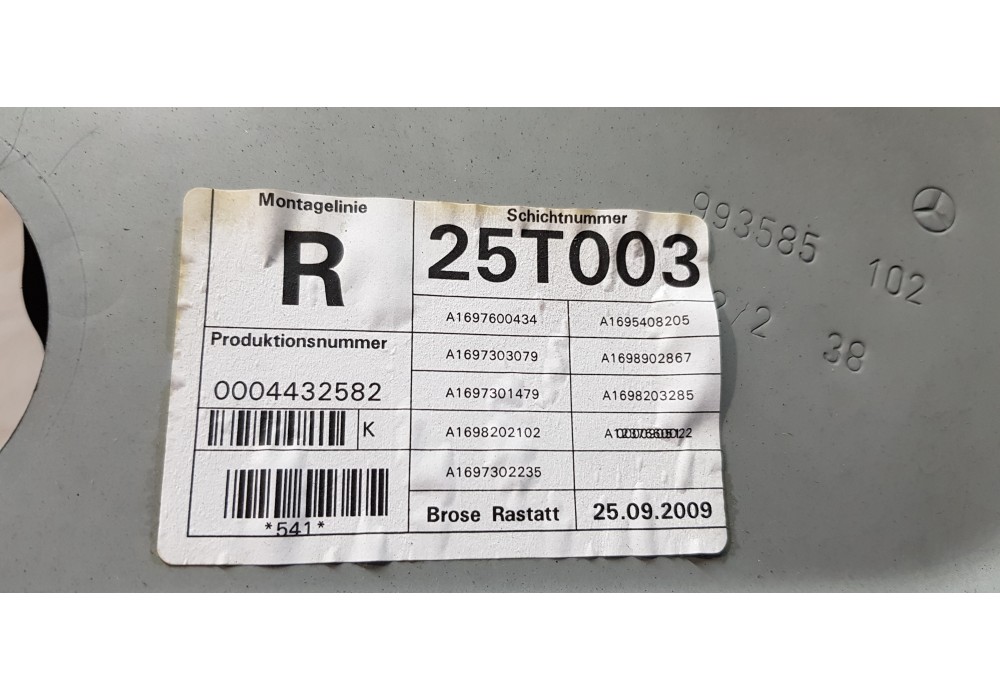 Montagelinie
R
Schichtnummer
25T003
Produktionsnummer
0004432582
K
*541*
A1697600434 A1695408205
A1697303079 A1698902867
A1697301479 A1698203285
A1698202102
A1697302235
Brose Rastatt 25.09.2009
993585 102
/2 38